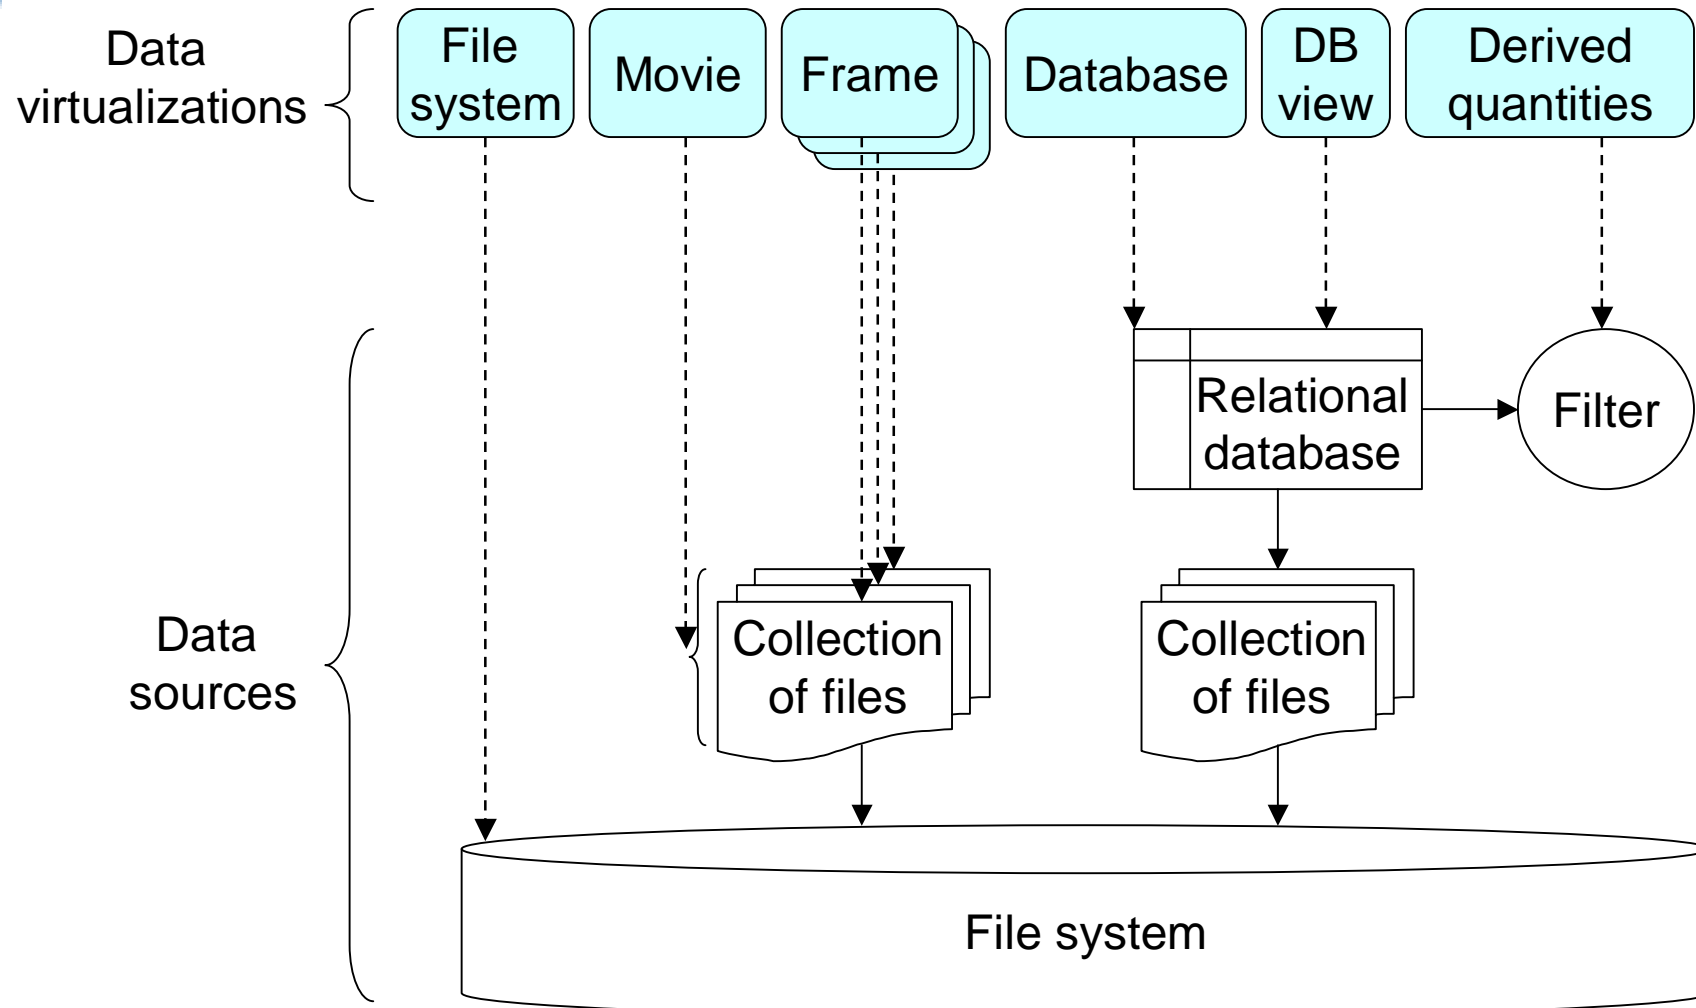 Data
virtualizations
File
system
Movie
Frame
Database
DB
view
Derived
quantities
Data
sources
Relational
database
Filter
Collection
of files
Collection
of files
File system